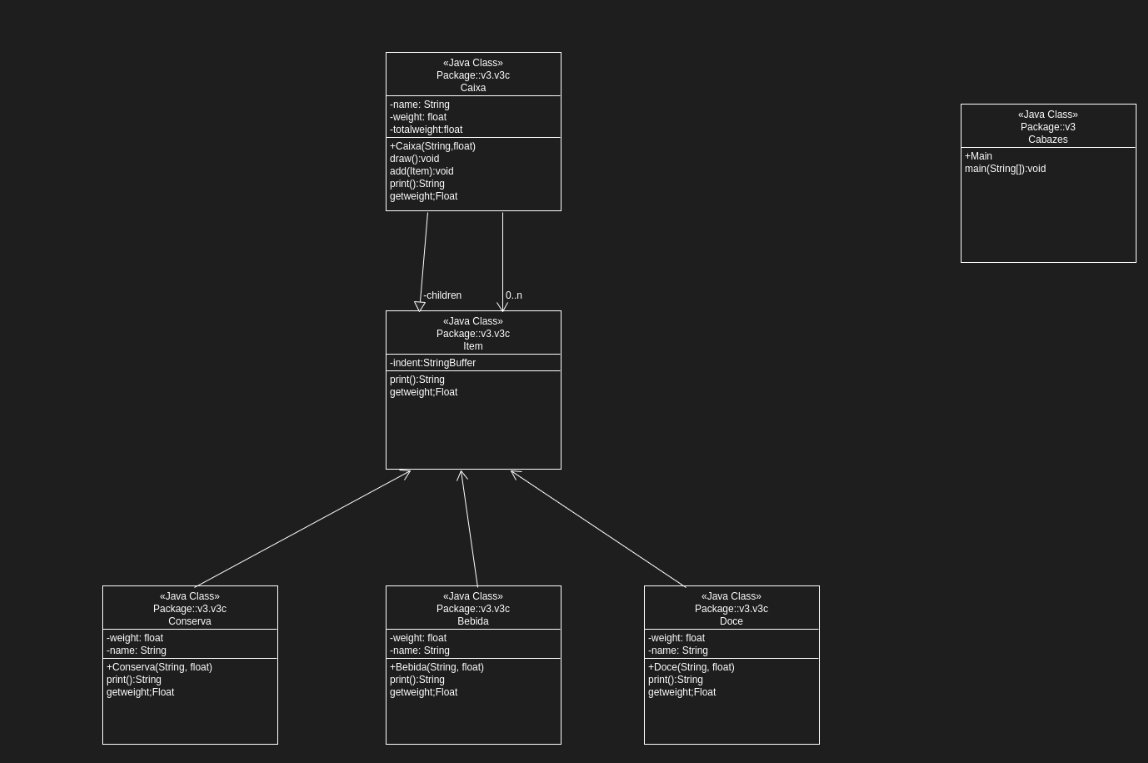 «Java Class»
Package::v3.v3c
Caixa
-name: String
-weight: float
-totalweight:float
+Caixa(String,float)
draw():void
add(Item):void
print():String
getweight;Float
«Java Class»
Package::v3
Cabazes
+Main
main(String[]):void
-children
0..n
«Java Class»
Package::v3.v3c
Item
-indent:StringBuffer
print():String
getweight;Float
«Java Class»
Package::v3.v3c
Conserva
-weight: float
-name: String
+Conserva(String, float)
print():String
getweight;Float
«Java Class»
Package::v3.v3c
Bebida
-weight: float
-name: String
+Bebida(String, float)
print():String
getweight;Float
«Java Class»
Package::v3.v3c
Doce
-weight: float
-name: String
+Doce(String, float)
print():String
getweight;Float